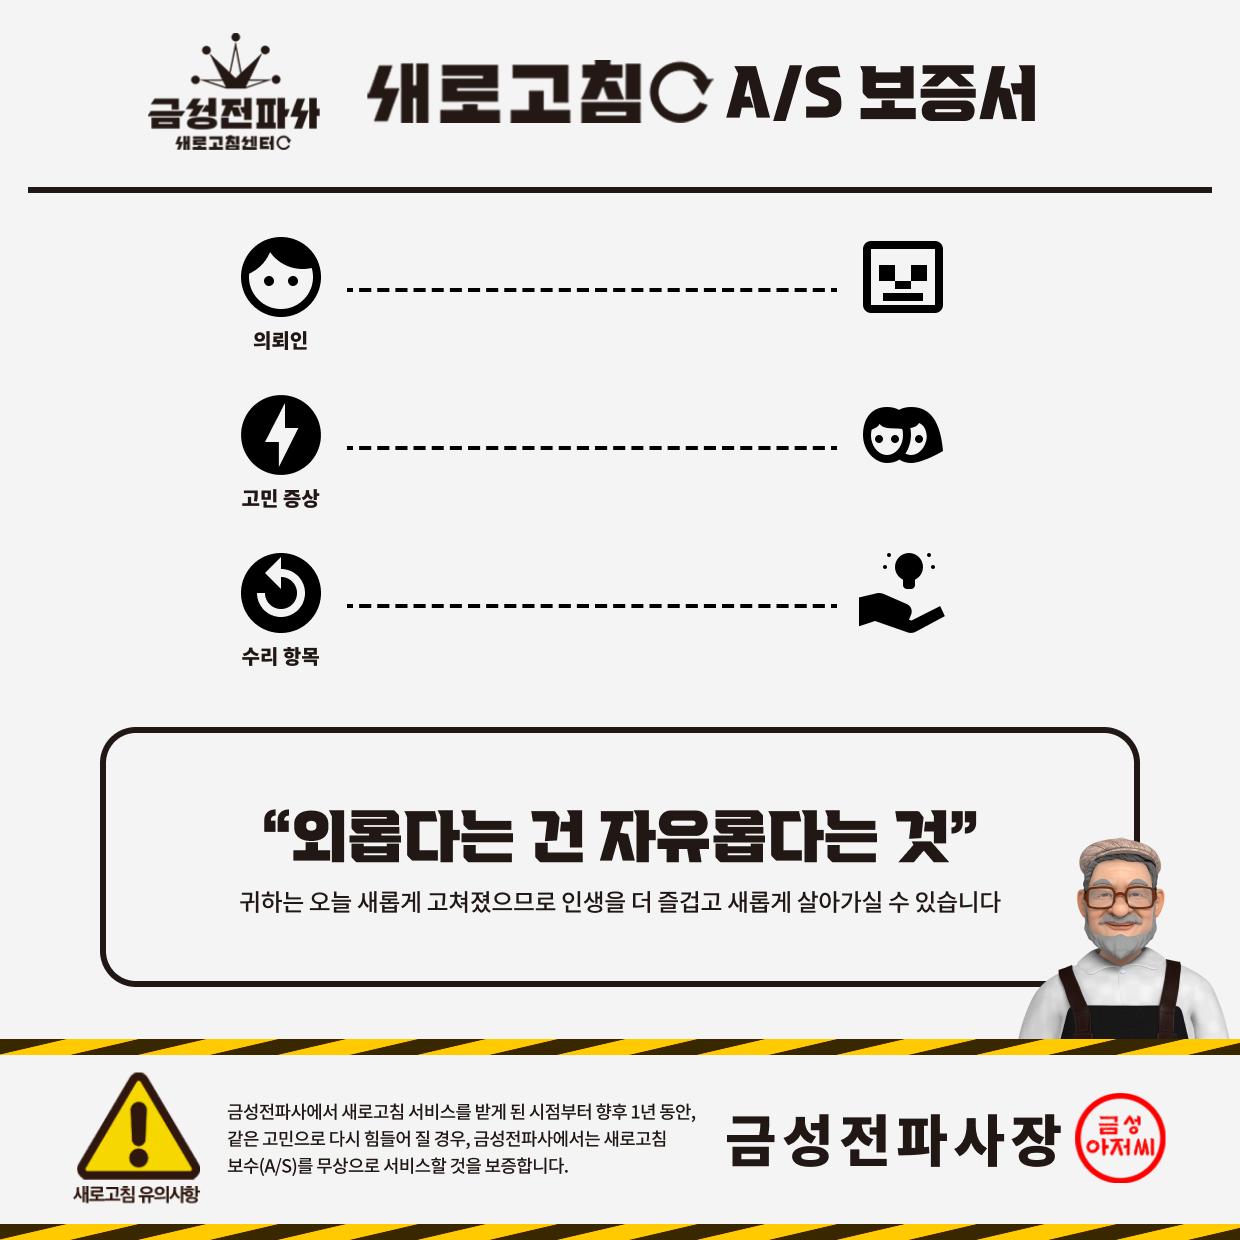 금성전파사
새로고침센터
새로고침 A/S 보증서
의뢰인
고민 증상
수리 항목
“외롭다는 건 자유롭다는 것”
귀하는 오늘 새롭게 고쳐졌으므로 인생을 더 즐겁고 새롭게 살아가실 수 있습니다
새로고침 유의사항
금성전파사에서 새로고침 서비스를 받게 된 시점부터 향후 1년 동안,
같은 고민으로 다시 힘들어 질 경우, 금성전파사에서는 새로고침
보수(A/S)를 무상으로 서비스할 것을 보증합니다.
금성전파사장
금성
아저씨